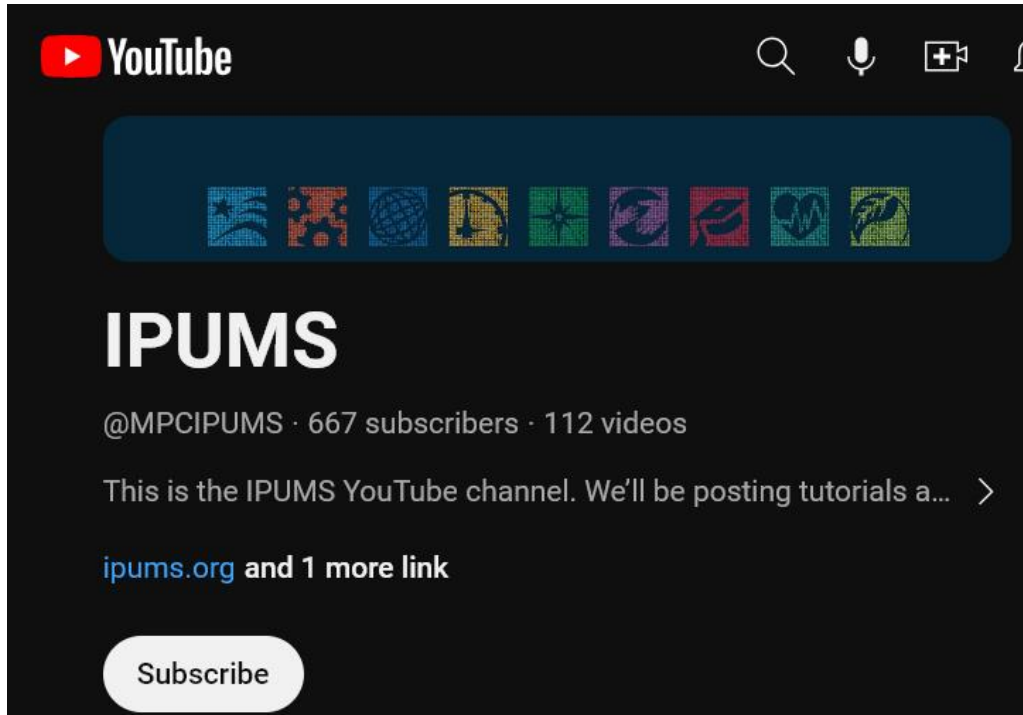 YouTube
IPUMS
@MPCIPUMS · 667 subscribers · 112 videos
This is the IPUMS YouTube channel. We’ll be posting tutorials a...
ipums.org and 1 more link
Subscribe